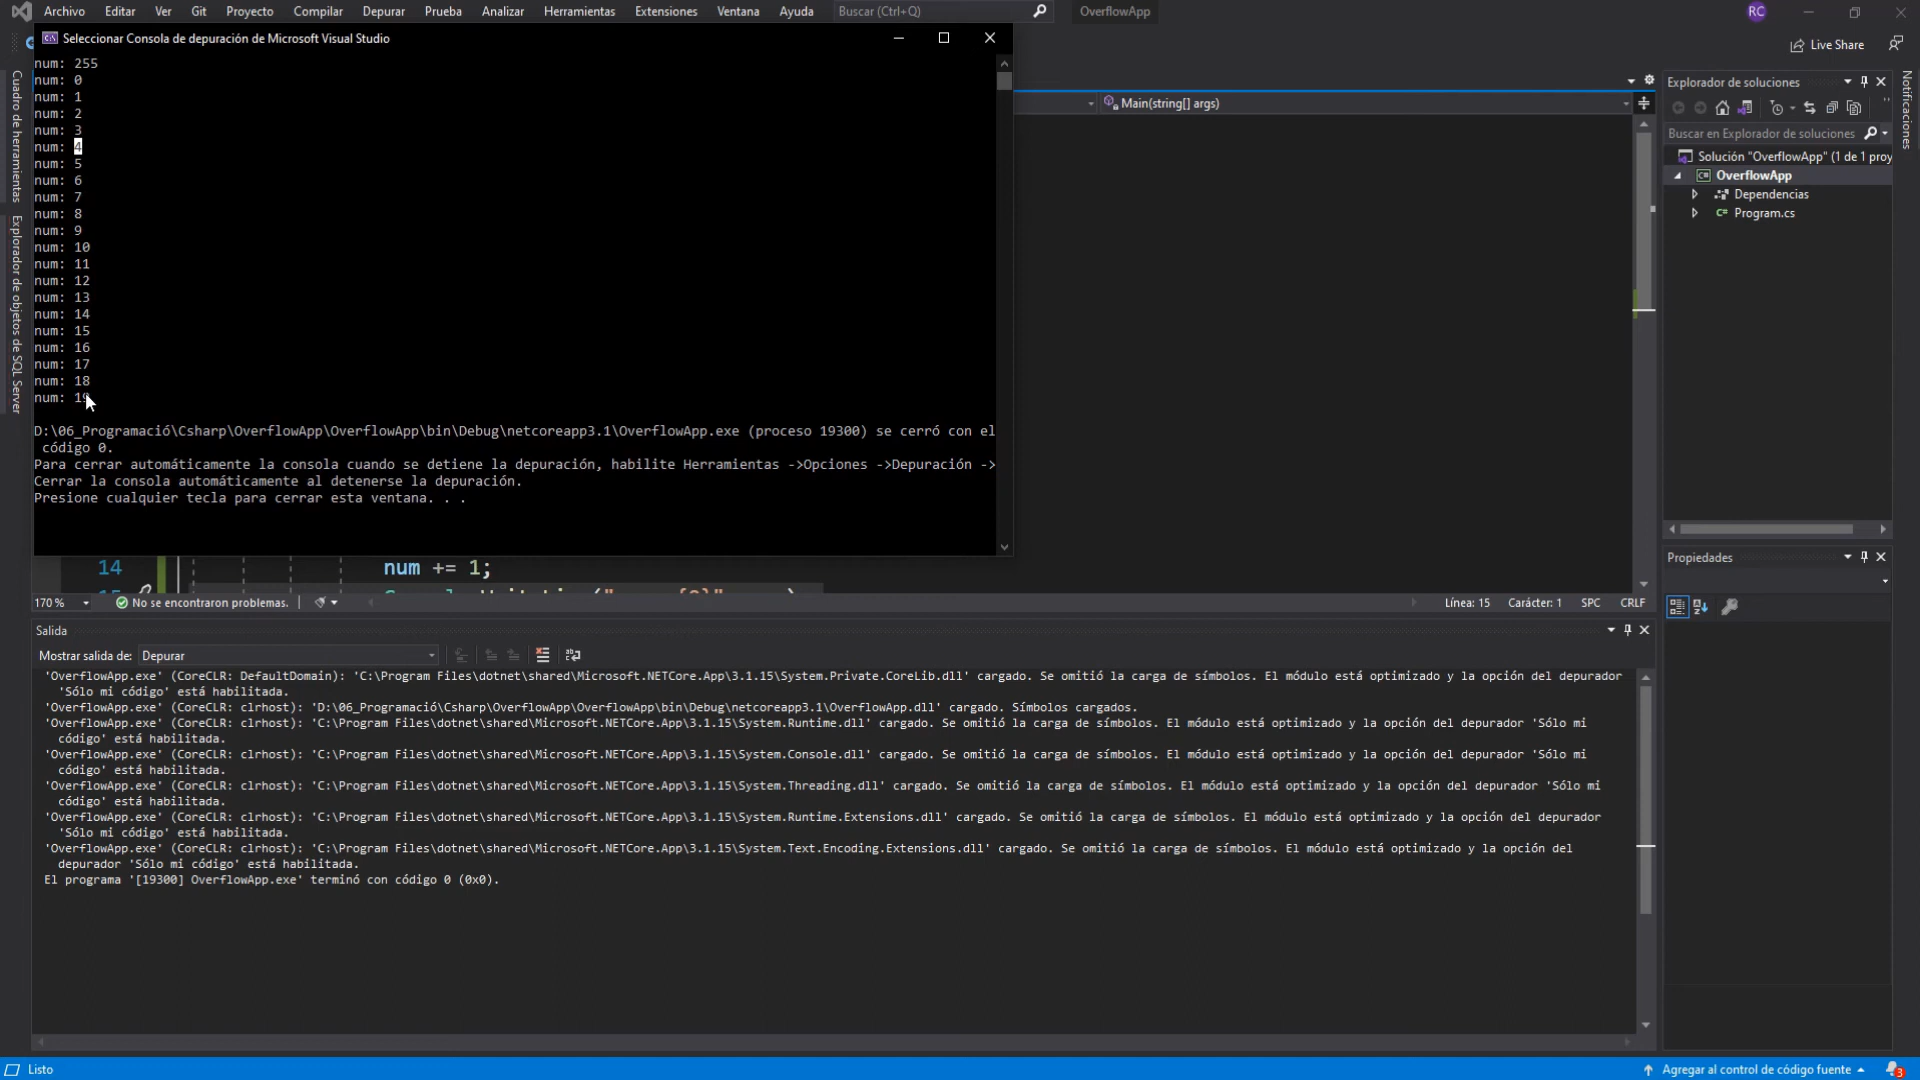 Archivo Editar Ver Git Proyecto Compilar Depurar Prueba Analizar Herramientas Extensiones Ventana Ayuda Buscar (Ctrl+Q) OverflowApp RC
Seleccionar Consola de depuración de Microsoft Visual Studio
Live Share
num: 255
num: 0
num: 1
num: 2
num: 3
num: 4
num: 5
num: 6
num: 7
num: 8
num: 9
num: 10
num: 11
num: 12
num: 13
num: 14
num: 15
num: 16
num: 17
num: 18
num: 19
D:\06_Programació\Csharp\OverflowApp\OverflowApp\bin\Debug\netcoreapp3.1\OverflowApp.exe (proceso 19300) se cerró con el
código 0.
Para cerrar automáticamente la consola cuando se detiene la depuración, habilite Herramientas ->Opciones ->Depuración ->
Cerrar la consola automáticamente al detenerse la depuración.
Presione cualquier tecla para cerrar esta ventana. . .
Cuadro de herramientas
Explorador de objetos de SQL Server
Main(string[] args)
14 num += 1;
170 % No se encontraron problemas. Línea: 15 Carácter: 1 SPC CRLF
Explorador de soluciones
Buscar en Explorador de soluciones
Solución "OverflowApp" (1 de 1 proy
OverflowApp
Dependencias
Program.cs
Notificaciones
Propiedades
Salida
Mostrar salida de: Depurar
'OverflowApp.exe' (CoreCLR: DefaultDomain): 'C:\Program Files\dotnet\shared\Microsoft.NETCore.App\3.1.15\System.Private.CoreLib.dll' cargado. Se omitió la carga de símbolos. El módulo está optimizado y la opción del depurador
'Sólo mi código' está habilitada.
'OverflowApp.exe' (CoreCLR: clrhost): 'D:\06_Programació\Csharp\OverflowApp\OverflowApp\bin\Debug\netcoreapp3.1\OverflowApp.dll' cargado. Símbolos cargados.
'OverflowApp.exe' (CoreCLR: clrhost): 'C:\Program Files\dotnet\shared\Microsoft.NETCore.App\3.1.15\System.Runtime.dll' cargado. Se omitió la carga de símbolos. El módulo está optimizado y la opción del depurador 'Sólo mi
código' está habilitada.
'OverflowApp.exe' (CoreCLR: clrhost): 'C:\Program Files\dotnet\shared\Microsoft.NETCore.App\3.1.15\System.Console.dll' cargado. Se omitió la carga de símbolos. El módulo está optimizado y la opción del depurador 'Sólo mi
código' está habilitada.
'OverflowApp.exe' (CoreCLR: clrhost): 'C:\Program Files\dotnet\shared\Microsoft.NETCore.App\3.1.15\System.Threading.dll' cargado. Se omitió la carga de símbolos. El módulo está optimizado y la opción del depurador 'Sólo mi
código' está habilitada.
'OverflowApp.exe' (CoreCLR: clrhost): 'C:\Program Files\dotnet\shared\Microsoft.NETCore.App\3.1.15\System.Runtime.Extensions.dll' cargado. Se omitió la carga de símbolos. El módulo está optimizado y la opción del depurador
'Sólo mi código' está habilitada.
'OverflowApp.exe' (CoreCLR: clrhost): 'C:\Program Files\dotnet\shared\Microsoft.NETCore.App\3.1.15\System.Text.Encoding.Extensions.dll' cargado. Se omitió la carga de símbolos. El módulo está optimizado y la opción del
depurador 'Sólo mi código' está habilitada.
El programa '[19300] OverflowApp.exe' terminó con código 0 (0x0).
Listo Agregar al control de código fuente 3